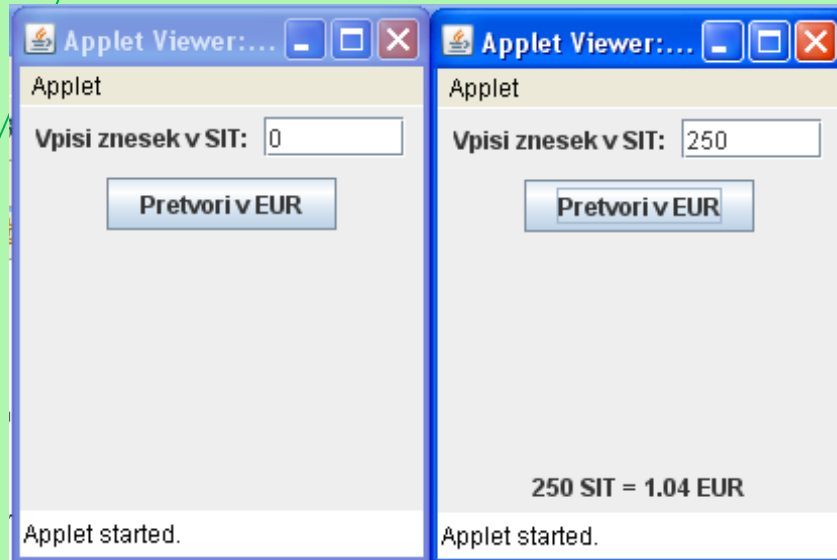 Applet Viewer:...
Applet
Vpisi znesek v SIT: 0
Pretvori v EUR
Applet started.
Applet Viewer:...
Applet
Vpisi znesek v SIT: 250
Pretvori v EUR
250 SIT = 1.04 EUR
Applet started.